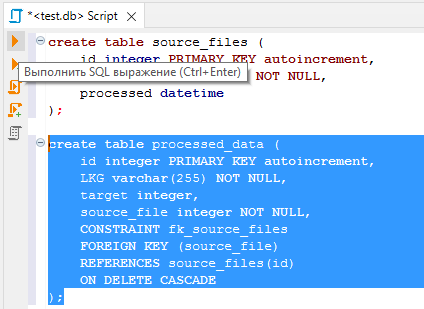 *<test.db> Script
create table source_files (
id integer PRIMARY KEY autoincrement,
NOT NULL,
Выполнить SQL выражение (Ctrl+Enter)
processed datetime
);
create table processed_data (
id integer PRIMARY KEY autoincrement,
LKG varchar(255) NOT NULL,
target integer,
source_file integer NOT NULL,
CONSTRAINT fk_source_files
FOREIGN KEY (source_file)
REFERENCES source_files(id)
ON DELETE CASCADE
);